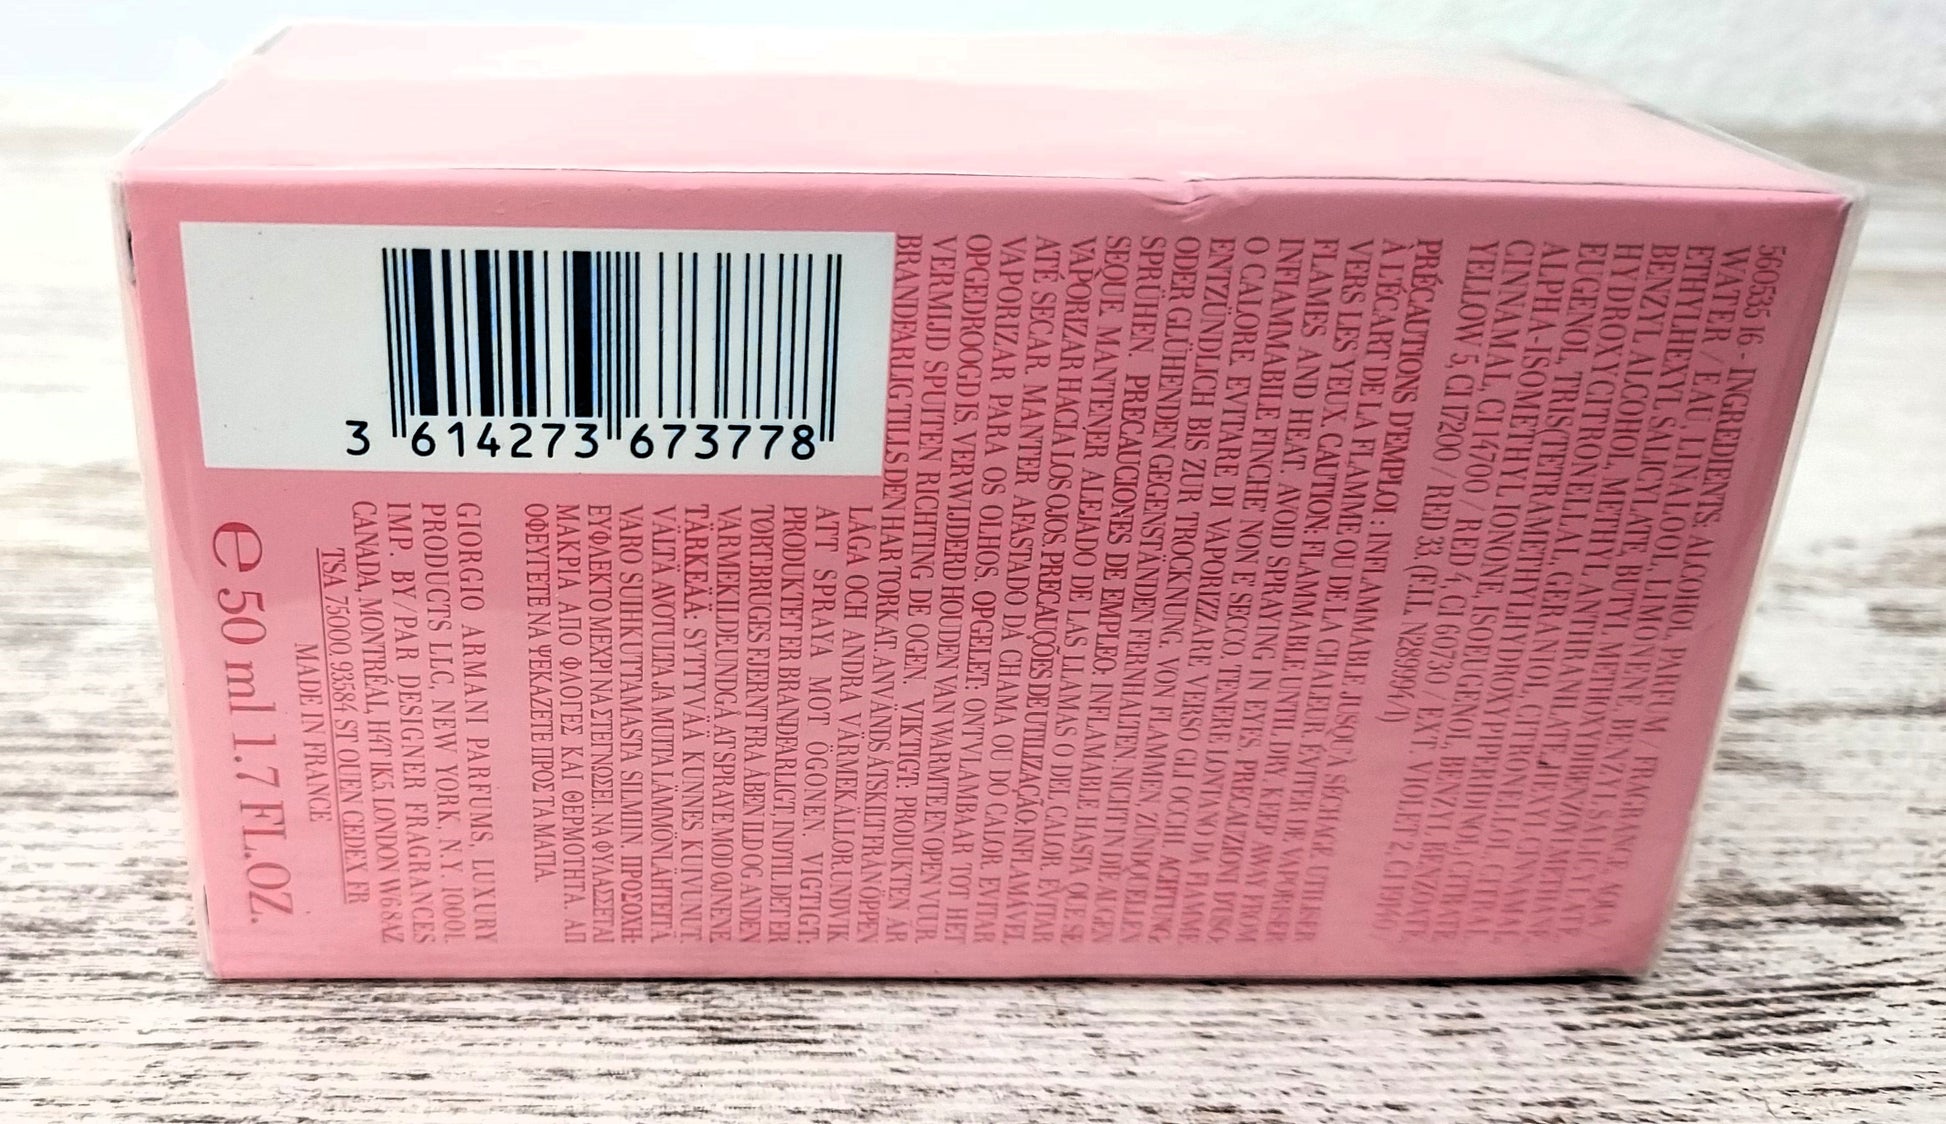 560535 16 - INGREDIENTS: ALCOHOL, PARFUM / FRAGRANCE, AQUA
WATER / EAU, LINALOOL, LIMONENE, BENZYL SALICYLATE,
ETHYLHEXYL SALICYLATE, BUTYL METHOXYDIBENZOYLMETHANE,
BENZYL ALCOHOL, METHYL ANTHRANILATE, HEXYL CINNAMAL,
HYDROXYCITRONELLAL, GERANIOL, CITRONELLOL, CITRAL,
EUGENOL, TRIS(TETRAMETHYLHYDROXYPIPERIDINOL) CITRATE,
ALPHA-ISOMETHYL IONONE, ISOEUGENOL, BENZYL BENZOATE,
CINNAMAL, CI 14700 / RED 4, CI 60730 / EXT. VIOLET 2, CI 19140 /
YELLOW 5, CI 17200 / RED 33. (F.I.L. N289994/1)
PRÉCAUTIONS D'EMPLOI : INFLAMMABLE JUSQU'À SÉCHAGE. UTILISER
À L'ÉCART DE LA FLAMME OU DE LA CHALEUR. ÉVITER DE VAPORISER
VERS LES YEUX. CAUTION: FLAMMABLE UNTIL DRY. KEEP AWAY FROM
FLAMES AND HEAT. AVOID SPRAYING IN EYES. PRECAUZIONI D'USO:
INFIAMMABILE FINCHÉ NON È SECCO, TENERE LONTANO DA FIAMME
O CALORE. EVITARE DI VAPORIZZARE VERSO GLI OCCHI. ACHTUNG:
ENTZÜNDLICH BIS ZUR TROCKNUNG. VON FLAMMEN, ZÜNDQUELLEN
ODER GLÜHENDEN GEGENSTÄNDEN FERNHALTEN. NICHT IN DIE AUGEN
SPRÜHEN. PRECAUCIONES DE EMPLEO: INFLAMABLE HASTA QUE SE
SEQUE. MANTENER ALEJADO DE LAS LLAMAS O DEL CALOR. EVITAR
VAPORIZAR HACIA LOS OJOS. PRECAUÇÕES DE UTILIZAÇÃO: INFLAMÁVEL
ATÉ SECAR. MANTER AFASTADO DA CHAMA OU DO CALOR. EVITAR
VAPORIZAR PARA OS OLHOS. OPGELET: ONTVLAMBAAR TOT HET
OPGEDROOGD IS. VERWIJDERD HOUDEN VAN WARMTE EN OPEN VUUR.
VERMIJD SPUITEN RICHTING DE OGEN. VIKTIGT: PRODUKTEN ÄR
BRANDFARLIG TILLS DEN HAR TORKAT. ANVÄNDS ÅTSKILT FRÅN ÖPPEN
LÅGA OCH ANDRA VÄRMEKÄLLOR. UNDVIK
ATT SPRAYA MOT ÖGONEN. VIGTIGT:
PRODUKTET ER BRANDFARLIGT, INDTIL DET ER
TØRT. BRUGES FJERNT FRA ÅBEN ILD OG ANDEN
VARMEKILDE. UNDGÅ AT SPRAYE MOD ØJNENE.
TÄRKEÄÄ: SYTTYVÄÄ KUNNES KUIVUNUT.
VÄLTÄ AVOTULTA JA MUITA LÄMMÖNLÄHTEITÄ.
VARO SUIHKUTTAMASTA SILMIIN. ΠΡΟΣΟΧΗ:
ΕΥΦΛΕΚΤΟ ΜΕΧΡΙ ΝΑ ΣΤΕΓΝΩΣΕΙ. ΝΑ ΦΥΛΑΣΣΕΤΑΙ
ΜΑΚΡΙΑ ΑΠΟ ΦΛΟΓΕΣ ΚΑΙ ΘΕΡΜΟΤΗΤΑ. ΑΠ
ΟΦΕΥΓΕΤΕ ΝΑ ΨΕΚΑΖΕΤΕ ΠΡΟΣ ΤΑ ΜΑΤΙΑ.
GIORGIO ARMANI PARFUMS, LUXURY
PRODUCTS LLC, NEW YORK, N.Y. 10001.
IMP. BY/PAR DESIGNER FRAGRANCES
CANADA, MONTREAL, H4T 1K5 LONDON W6 8AZ
TSA 75000, 93584 ST OUEN CEDEX FR
MADE IN FRANCE
e 50 ml 1.7 FL.OZ.
3 614273 673778